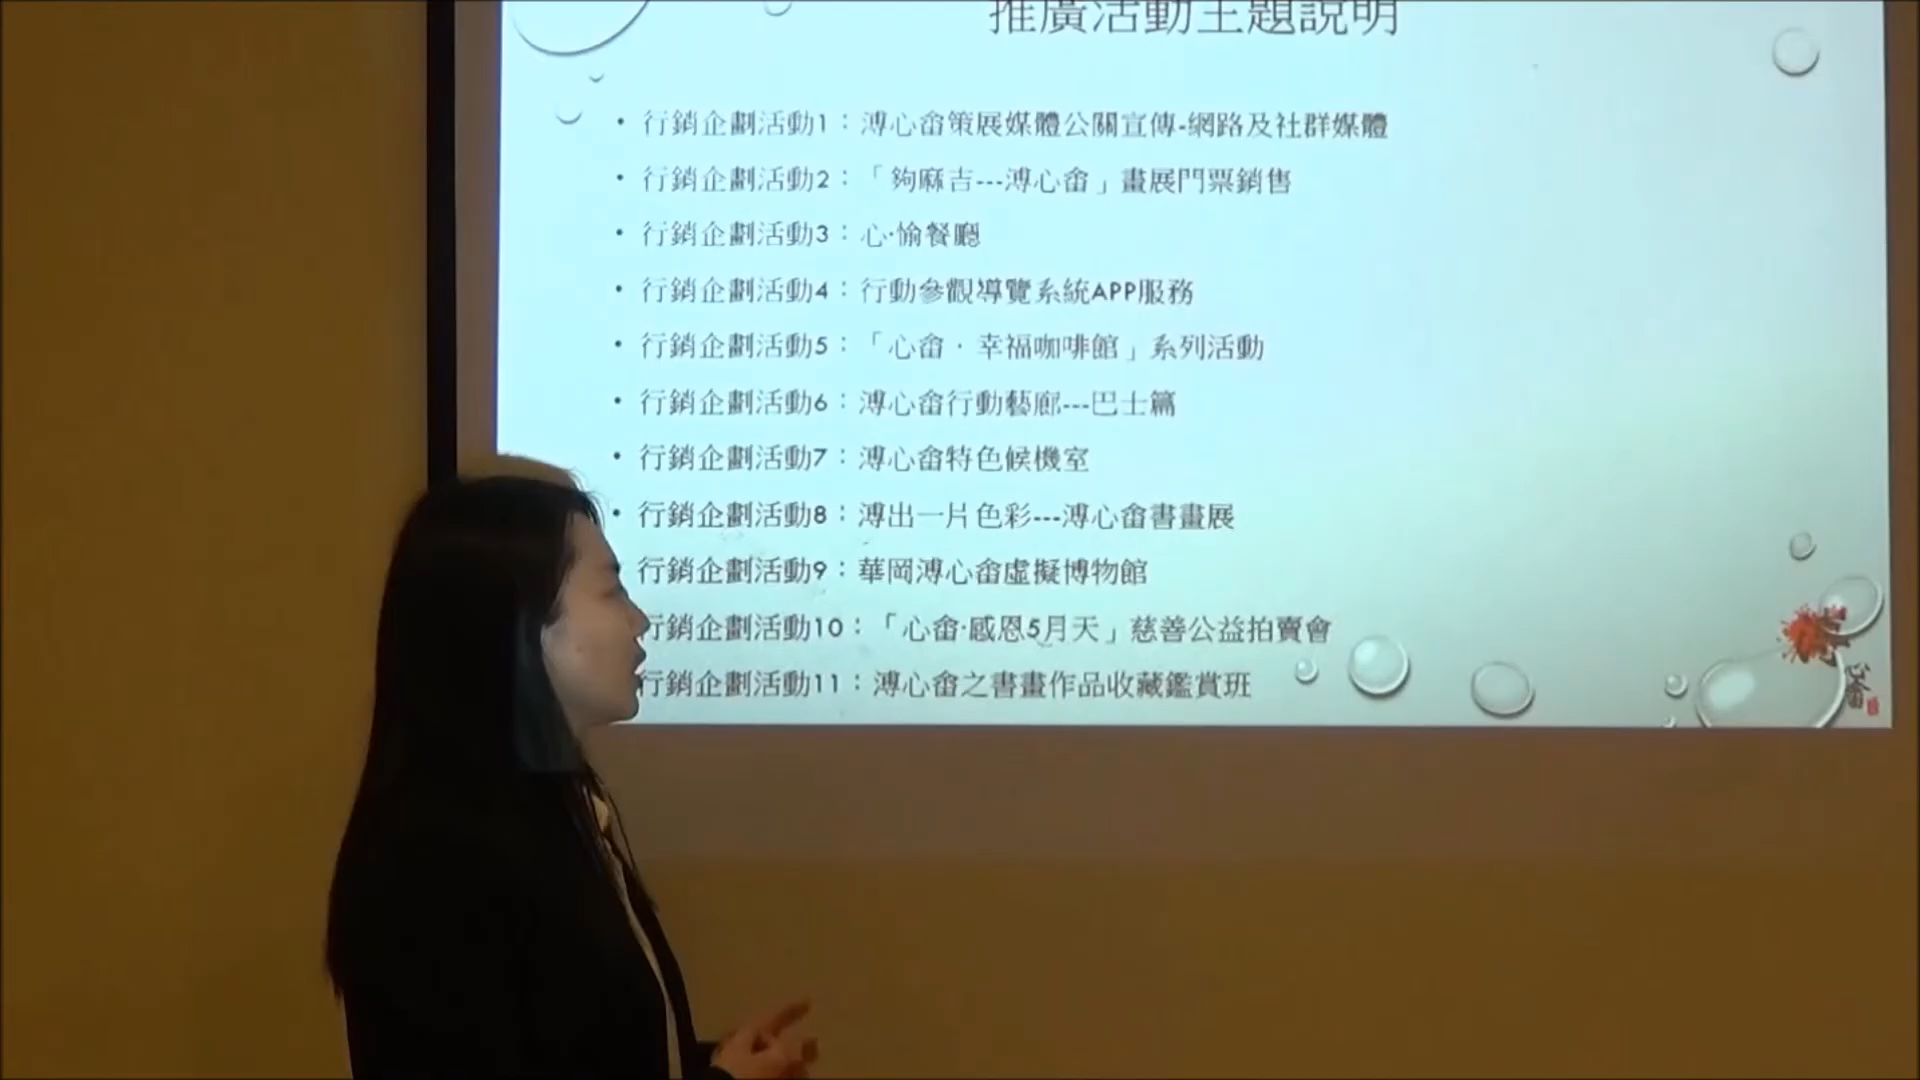 推廣活動主題說明
• 行銷企劃活動1：溥心畬策展媒體公關宣傳-網路及社群媒體
• 行銷企劃活動2：「夠麻吉---溥心畬」畫展門票銷售
• 行銷企劃活動3：心·愉餐廳
• 行銷企劃活動4：行動參觀導覽系統APP服務
• 行銷企劃活動5：「心畬．幸福咖啡館」系列活動
• 行銷企劃活動6：溥心畬行動藝廊---巴士篇
• 行銷企劃活動7：溥心畬特色候機室
• 行銷企劃活動8：溥出一片色彩---溥心畬書畫展
行銷企劃活動9：華岡溥心畬虛擬博物館
行銷企劃活動10：「心畬·感恩5月天」慈善公益拍賣會
行銷企劃活動11：溥心畬之書畫作品收藏鑑賞班
心畬